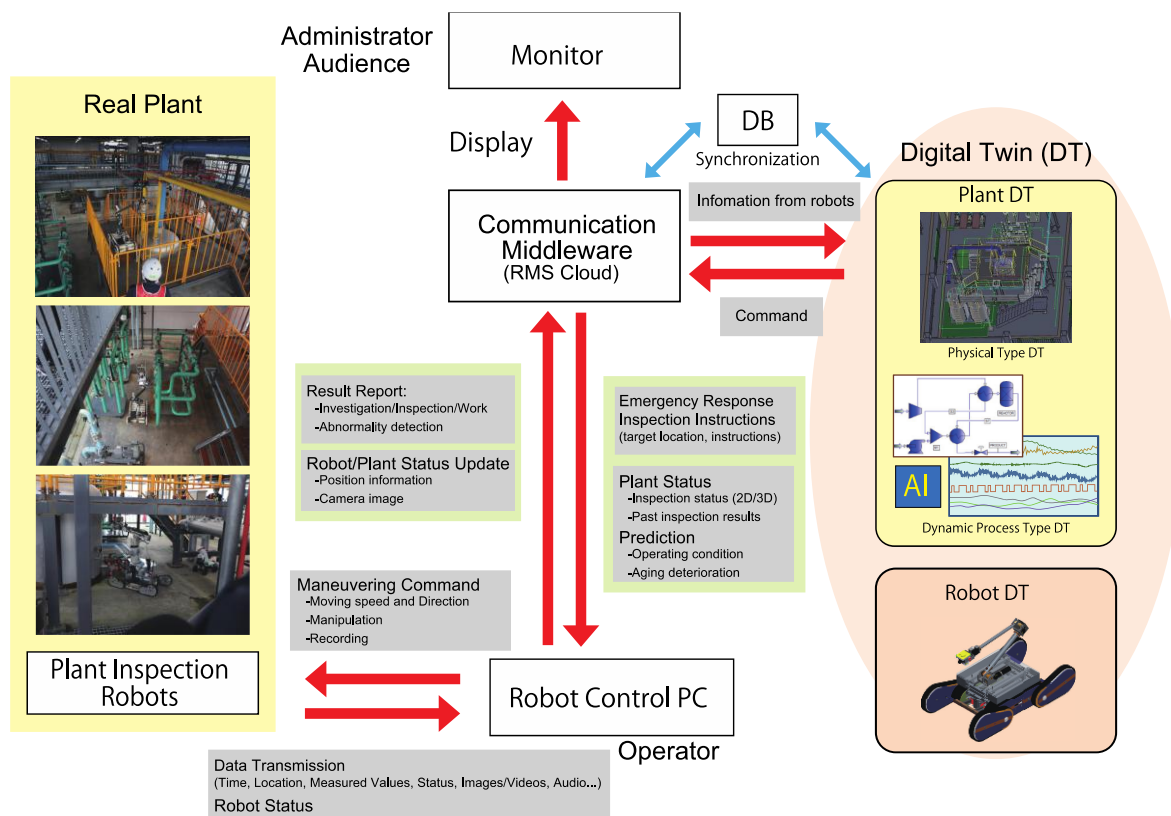 Administrator
Audience
Monitor
Real Plant
Display
DB
Synchronization
Digital Twin (DT)
Communication
Middleware
(RMS Cloud)
Infomation from robots
Command
Plant DT
Physical Type DT
AI
Dynamic Process Type DT
Result Report:
-Investigation/Inspection/Work
-Abnormality detection
Robot/Plant Status Update
-Position information
-Camera image
Emergency Response
Inspection Instructions
(target location, instructions)
Plant Status
-Inspection status (2D/3D)
-Past inspection results
Prediction
-Operating condition
-Aging deterioration
Maneuvering Command
-Moving speed and Direction
-Manipulation
-Recording
Robot DT
Plant Inspection
Robots
Robot Control PC
Operator
Data Transmission
(Time, Location, Measured Values, Status, Images/Videos, Audio...)
Robot Status